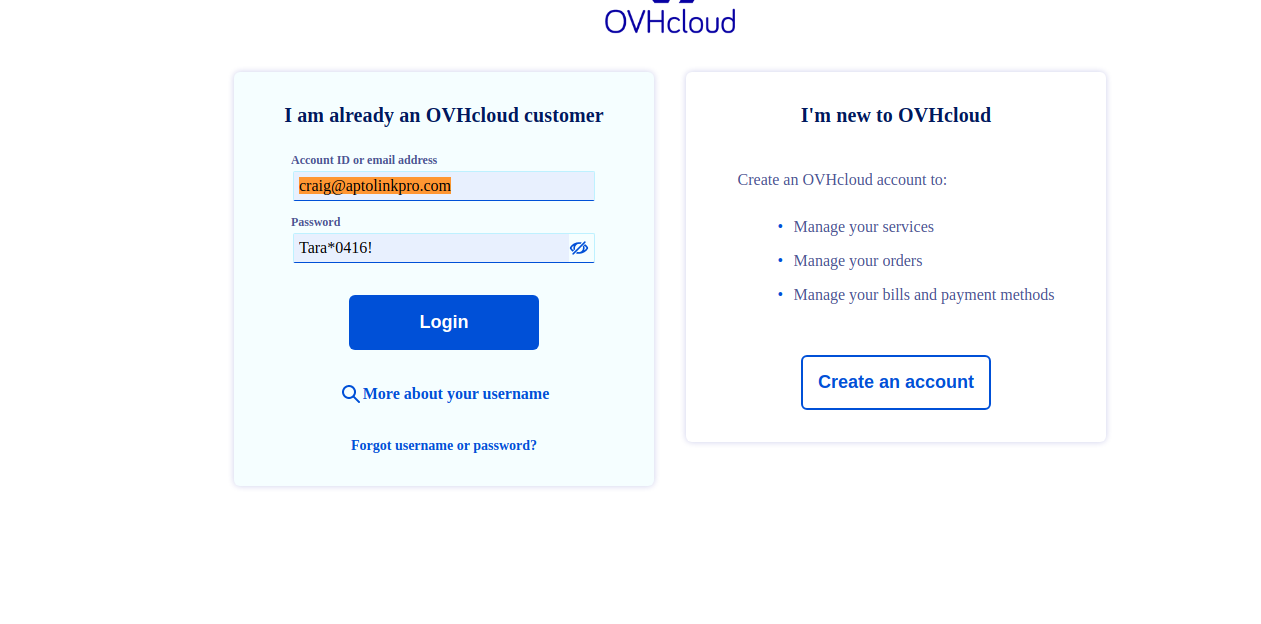 OVHcloud
I am already an OVHcloud customer
Account ID or email address
craig@aptolinkpro.com
Password
Tara*0416!
Login
More about your username
Forgot username or password?
I'm new to OVHcloud
Create an OVHcloud account to:
• Manage your services
• Manage your orders
• Manage your bills and payment methods
Create an account